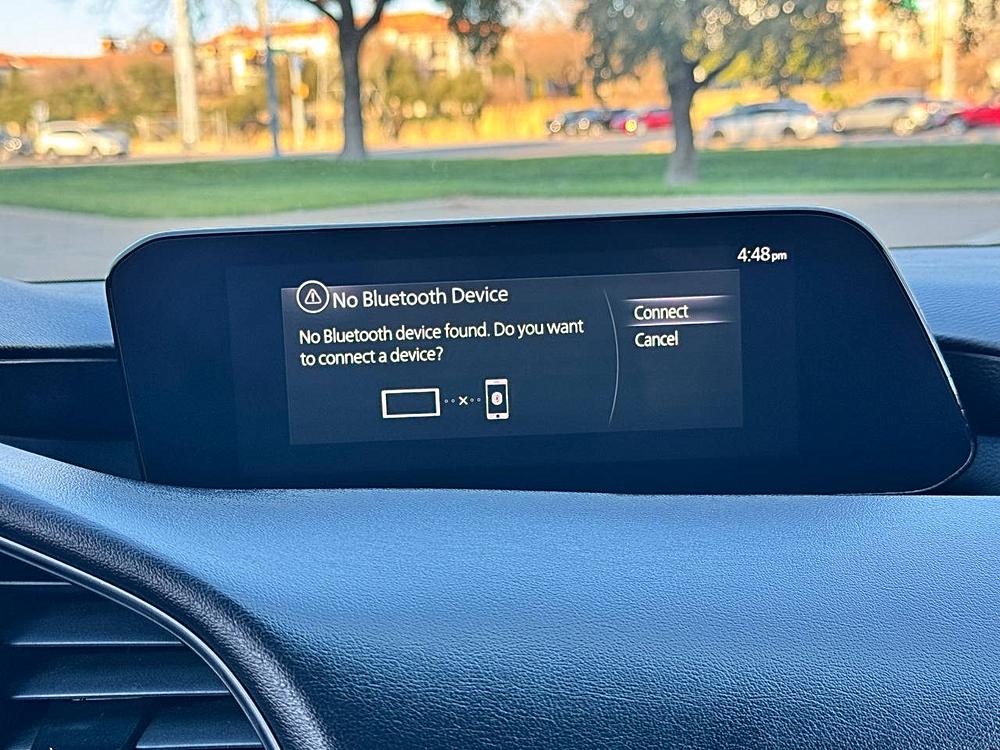 4:48pm
No Bluetooth Device
No Bluetooth device found. Do you want
to connect a device?
Connect
Cancel